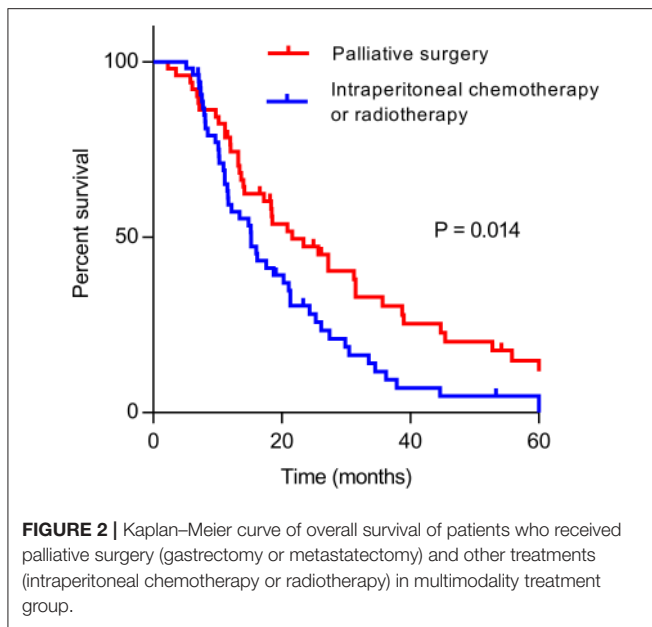 100
50
0
Percent survival
Palliative surgery
Intraperitoneal chemotherapy
or radiotherapy
P = 0.014
0 20 40 60
Time (months)
FIGURE 2 | Kaplan–Meier curve of overall survival of patients who received
palliative surgery (gastrectomy or metastatectomy) and other treatments
(intraperitoneal chemotherapy or radiotherapy) in multimodality treatment
group.